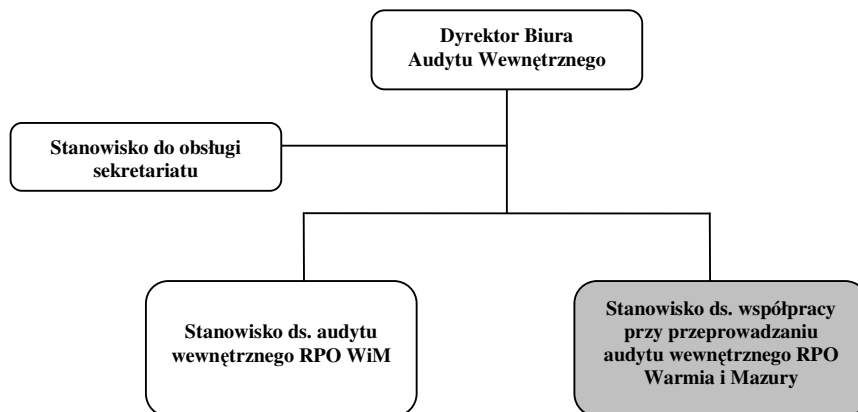 Dyrektor Biura
Audytu Wewnętrznego
Stanowisko do obsługi
sekretariatu
Stanowisko ds. audytu
wewnętrznego RPO WiM
Stanowisko ds. współpracy
przy przeprowadzaniu
audytu wewnętrznego RPO
Warmia i Mazury